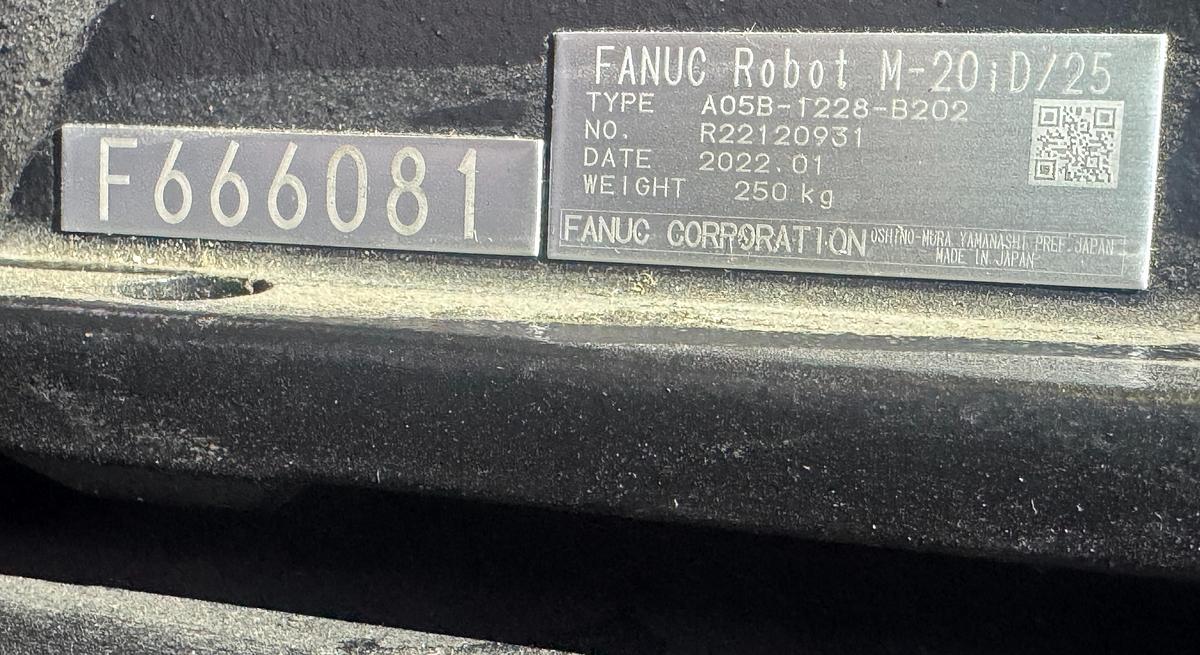 F666081
FANUC Robot M-20iD/25
TYPE A05B-1228-B202
NO. R22120931
DATE 2022.01
WEIGHT 250 kg
FANUC CORPORATION OSHINO-MURA YAMANASHI PREF. JAPAN
MADE IN JAPAN